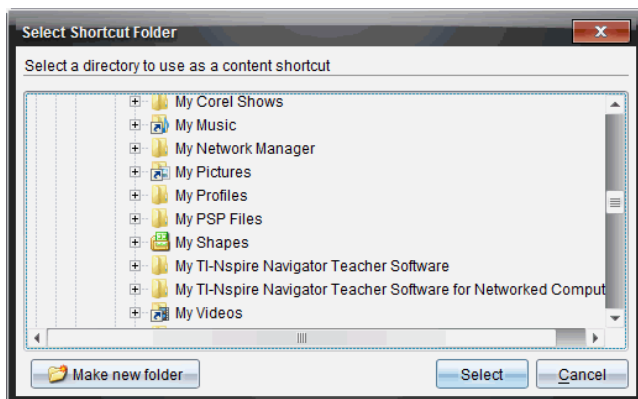 Select Shortcut Folder
Select a directory to use as a content shortcut
My Corel Shows
My Music
My Network Manager
My Pictures
My Profiles
My PSP Files
My Shapes
My TI-Nspire Navigator Teacher Software
My TI-Nspire Navigator Teacher Software for Networked Comput
My Videos
Make new folder
Select
Cancel